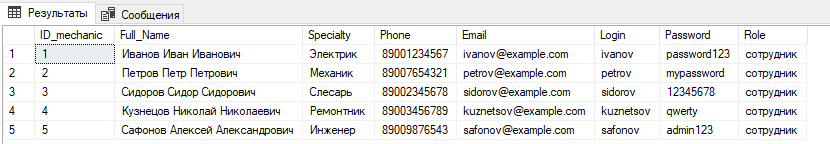 Результаты Сообщения
ID_mechanic Full_Name Specialty Phone Email Login Password Role
1 1 Иванов Иван Иванович Электрик 89001234567 ivanov@example.com ivanov password123 сотрудник
2 2 Петров Петр Петрович Механик 89007654321 petrov@example.com petrov mypassword сотрудник
3 3 Сидоров Сидор Сидорович Слесарь 89002345678 sidorov@example.com sidorov 12345678 сотрудник
4 4 Кузнецов Николай Николаевич Ремонтник 89003456789 kuznetsov@example.com kuznetsov qwerty сотрудник
5 5 Сафонов Алексей Александрович Инженер 89009876543 safonov@example.com safonov admin123 сотрудник